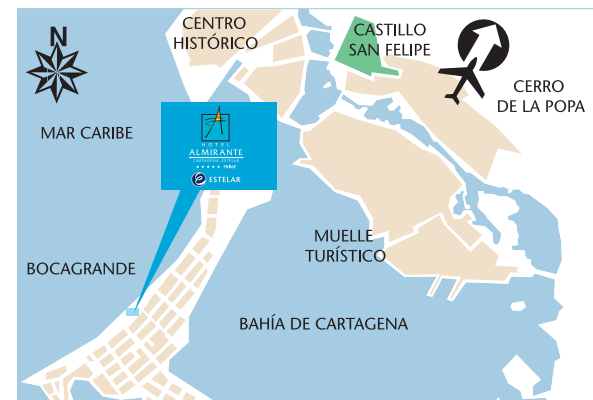 CENTRO
HISTÓRICO
CASTILLO
SAN FELIPE
N
CERRO
DE LA POPA
MAR CARIBE
HOTEL
ALMIRANTE
CARTAGENA ESTELAR
ESTELAR
MUELLE
TURÍSTICO
BOCAGRANDE
BAHÍA DE CARTAGENA